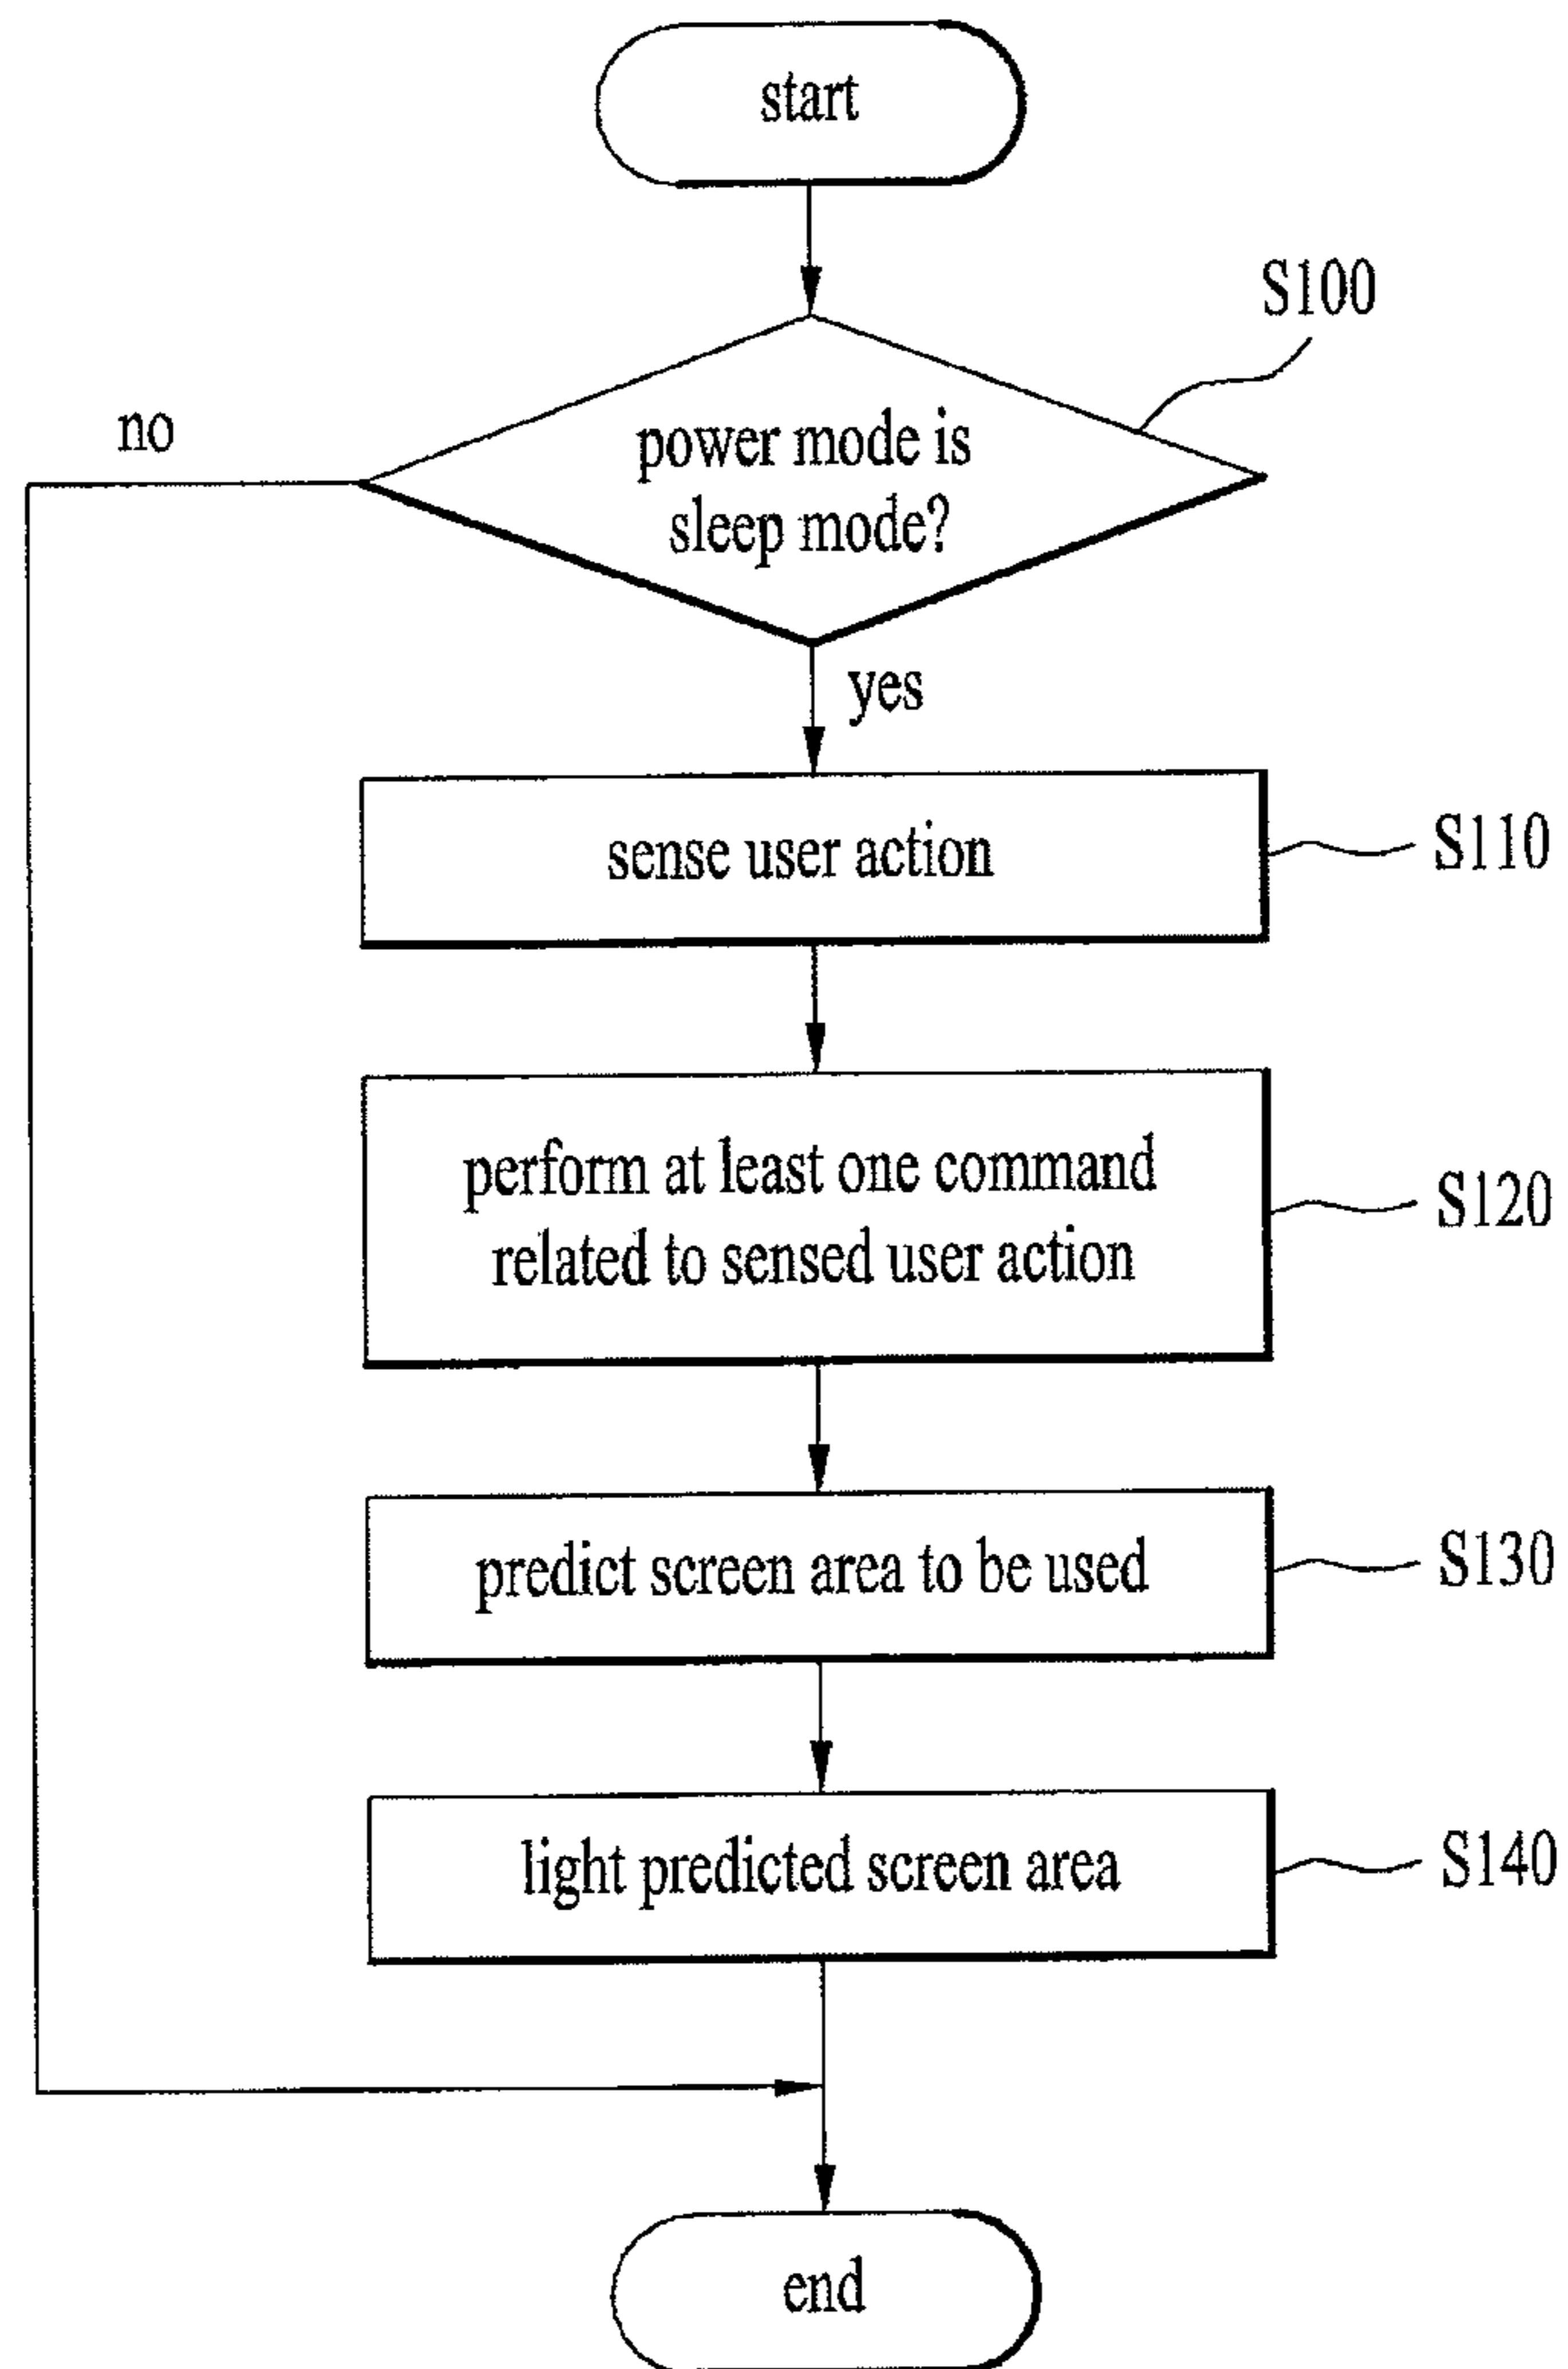 start
S100
no
power mode is
sleep mode?
yes
sense user action
S110
perform at least one command
related to sensed user action
S120
predict screen area to be used
S130
light predicted screen area
S140
end